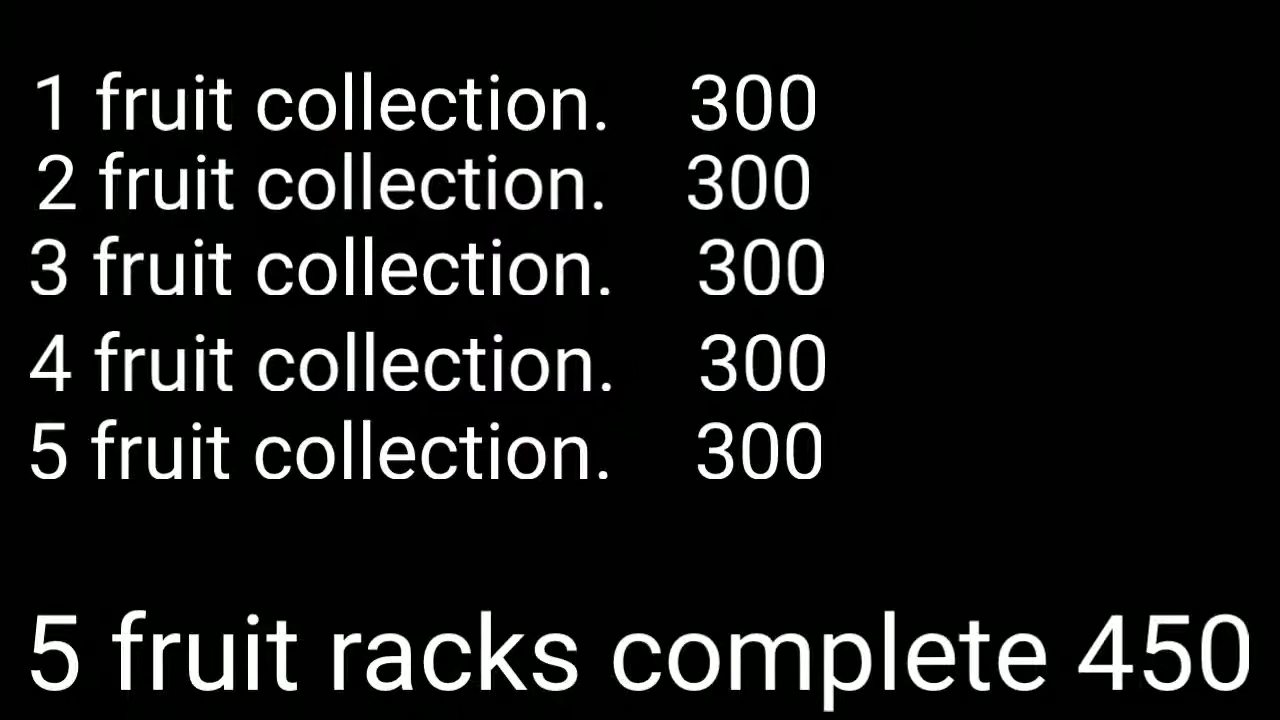 1 fruit collection. 300
2 fruit collection. 300
3 fruit collection. 300
4 fruit collection. 300
5 fruit collection. 300
5 fruit racks complete 450